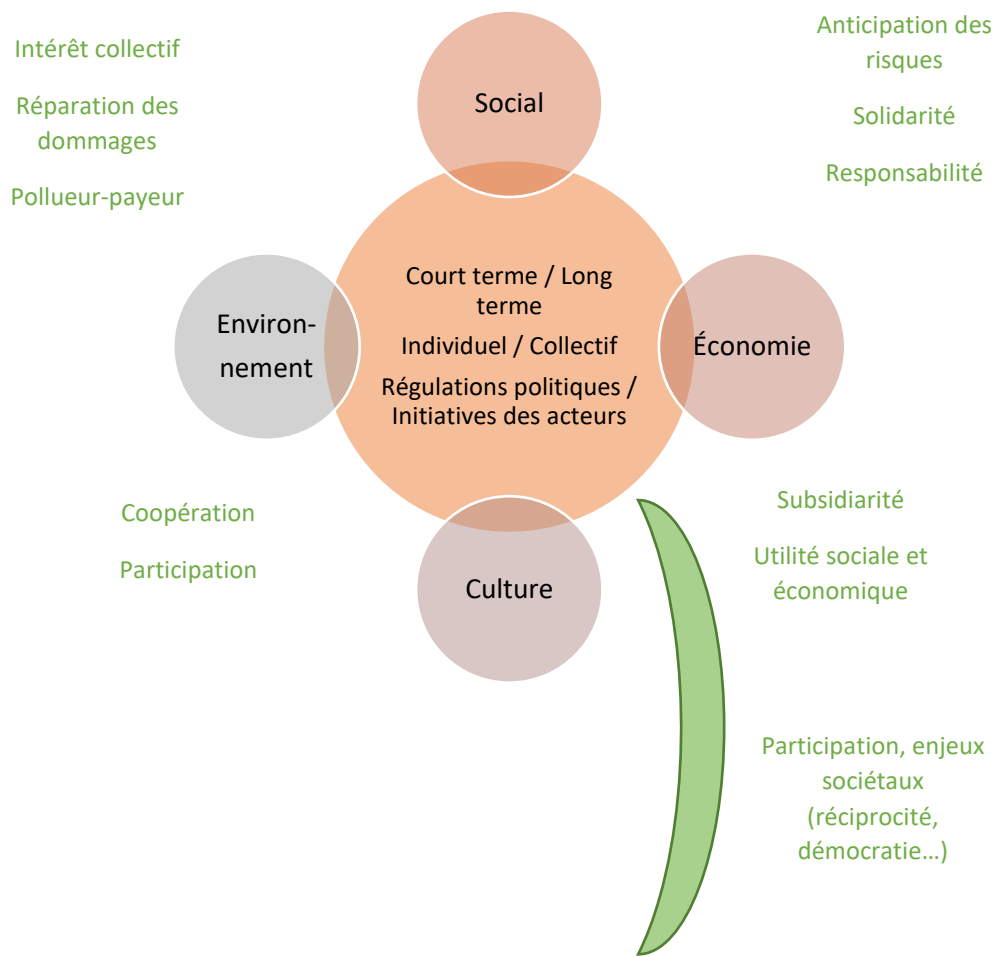 Intérêt collectif
Réparation des
dommages
Pollueur-payeur
Social
Anticipation des
risques
Solidarité
Responsabilité
Environ-
nement
Court terme / Long
terme
Individuel / Collectif
Régulations politiques /
Initiatives des acteurs
Économie
Coopération
Participation
Culture
Subsidiarité
Utilité sociale et
économique
Participation, enjeux
sociétaux
(réciprocité,
démocratie…)